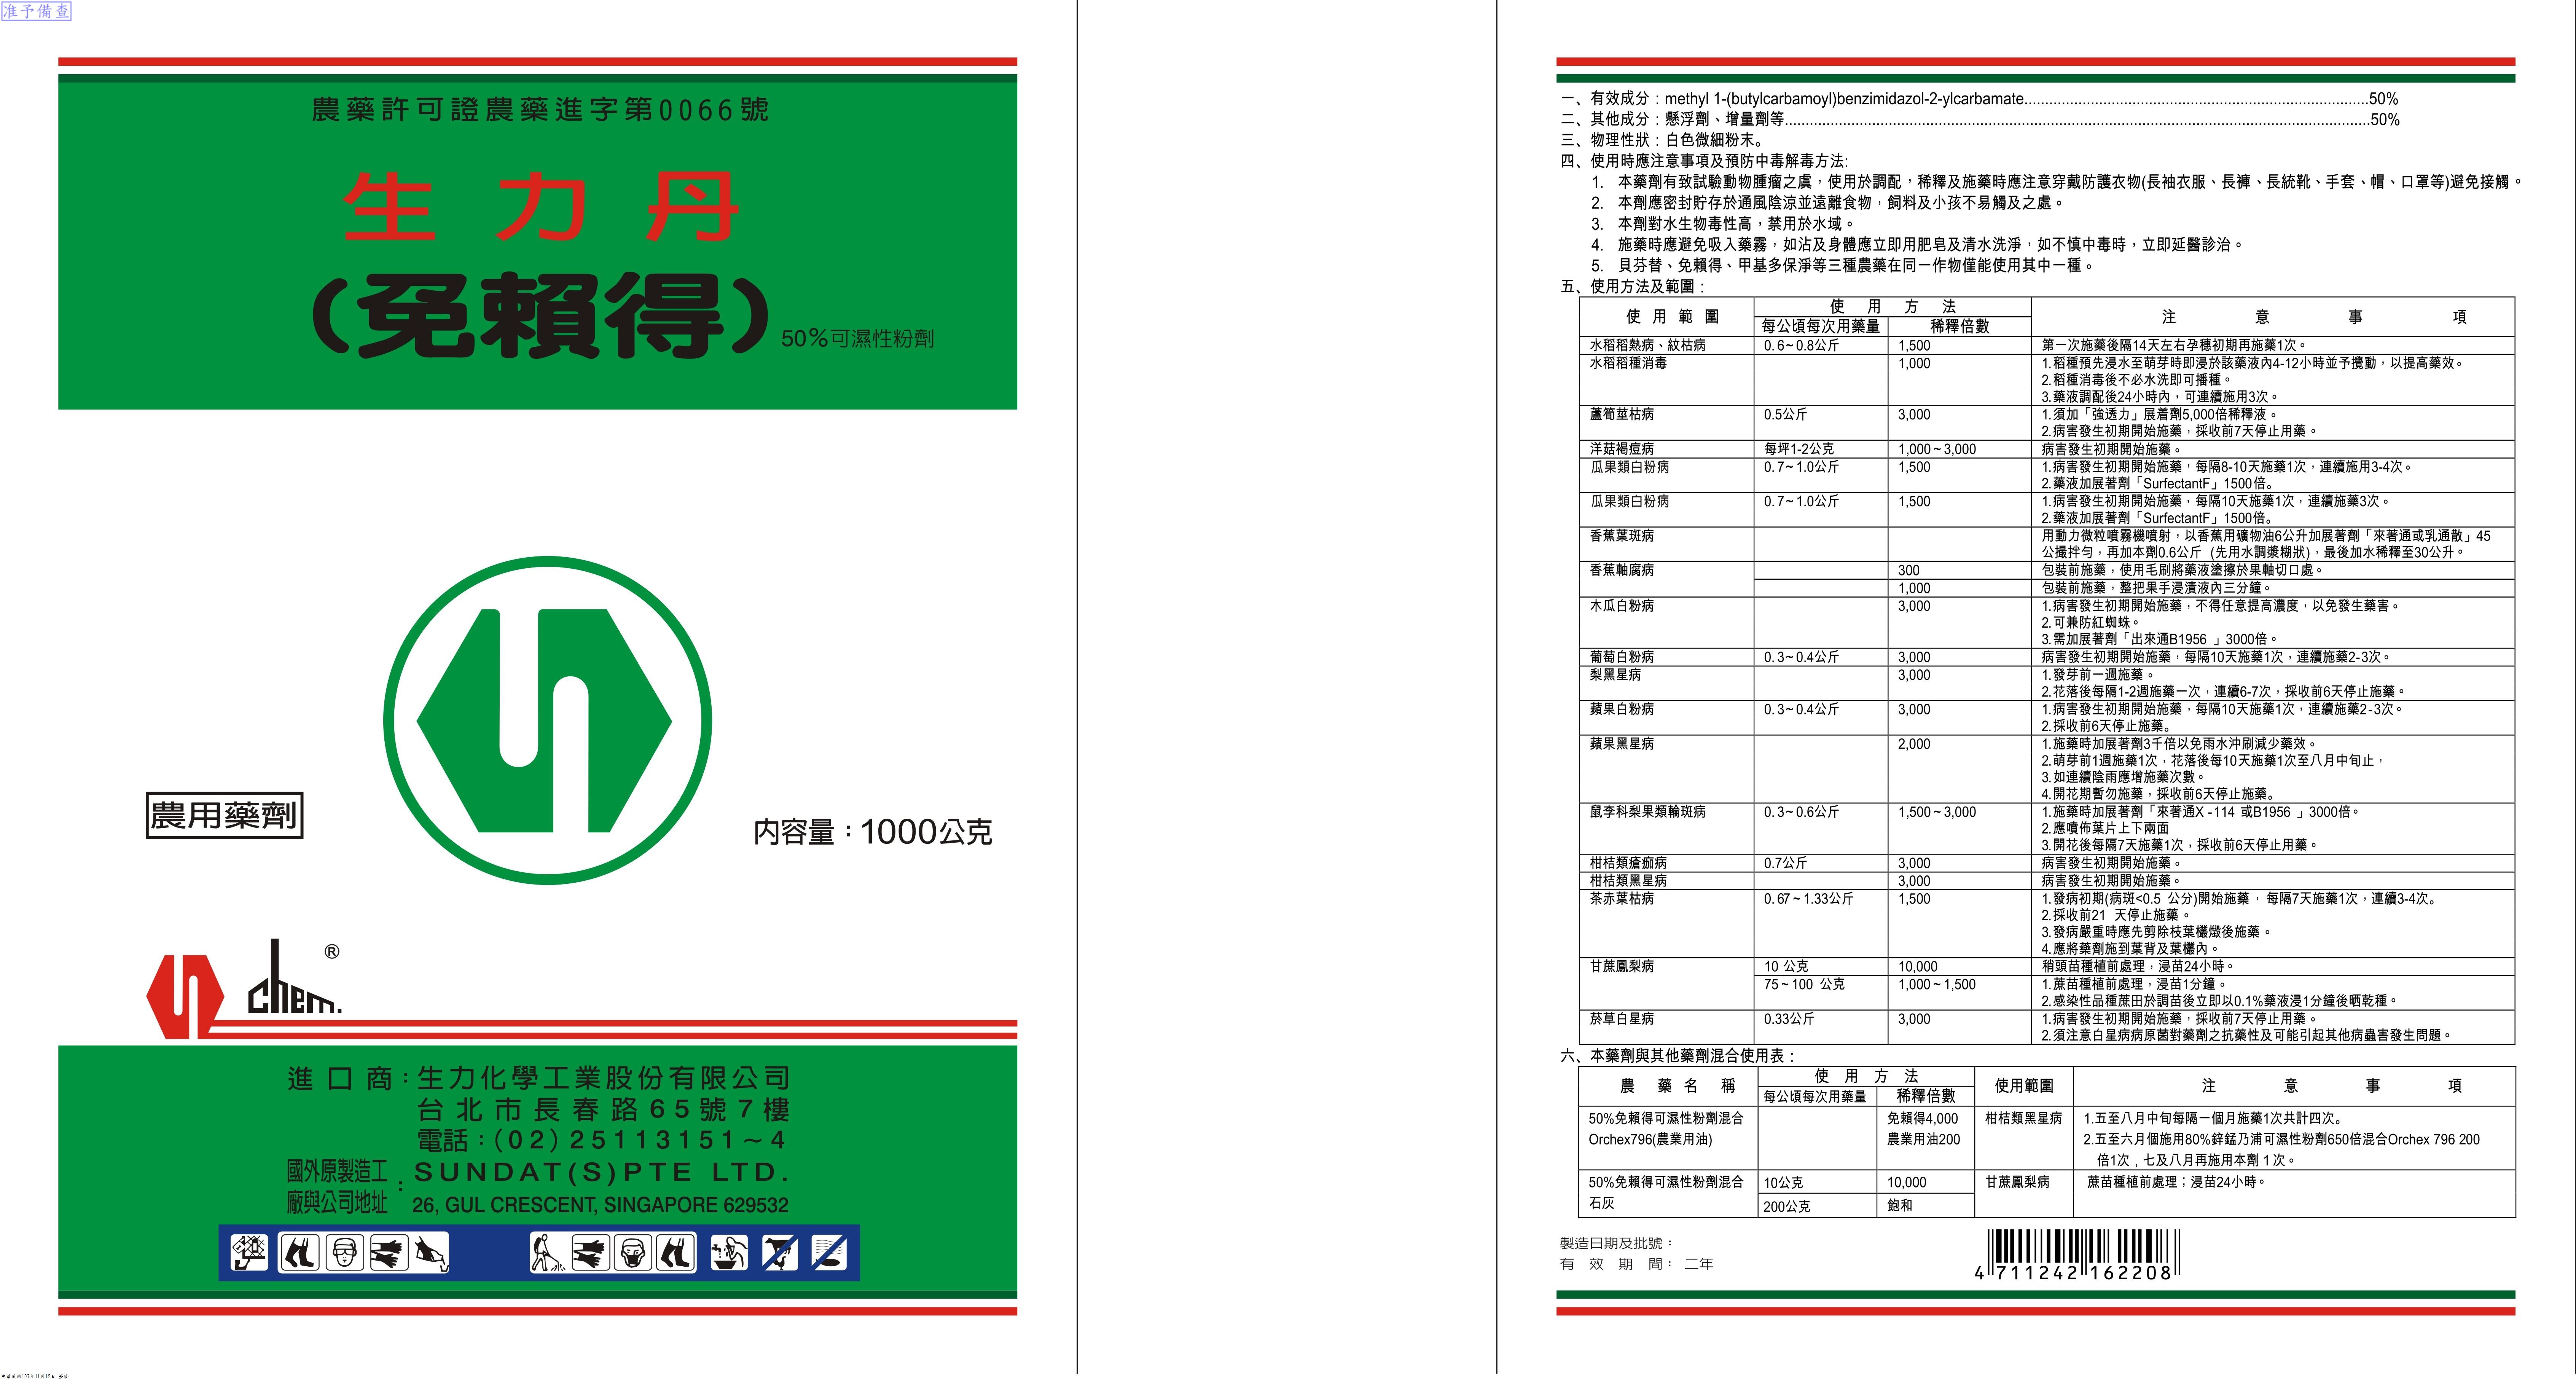 准予備查
農藥許可證農藥進字第0066號
生力丹
(免賴得)
50%可濕性粉劑
農用藥劑
內容量：1000公克
chem.®
進口商：生力化學工業股份有限公司
台北市長春路65號7樓
電話：(02)25113151~4
國外原製造工廠與公司地址：SUNDAT(S)PTE LTD.
26, GUL CRESCENT, SINGAPORE 629532
一、有效成分：methyl 1-(butylcarbamoyl)benzimidazol-2-ylcarbamate.....50%
二、其他成分：懸浮劑、增量劑等.....50%
三、物理性狀：白色微細粉末。
四、使用時應注意事項及預防中毒解毒方法:
1. 本藥劑有致試驗動物腫瘤之虞，使用於調配，稀釋及施藥時應注意穿戴防護衣物(長袖衣服、長褲、長統靴、手套、帽、口罩等)避免接觸。
2. 本劑應密封貯存於通風陰涼並遠離食物，飼料及小孩不易觸及之處。
3. 本劑對水生物毒性高，禁用於水域。
4. 施藥時應避免吸入藥霧，如沾及身體應立即用肥皂及清水洗淨，如不慎中毒時，立即延醫診治。
5. 貝芬替、免賴得、甲基多保淨等三種農藥在同一作物僅能使用其中一種。
五、使用方法及範圍：
使用範圍 使用方法 注意事項
每公頃每次用藥量 稀釋倍數
水稻稻熱病、紋枯病 0.6~0.8公斤 1,500 第一次施藥後隔14天左右孕穗初期再施藥1次。
水稻稻種消毒 1,000 1.稻種預先浸水至萌芽時即浸於該藥液內4-12小時並予攪動，以提高藥效。
2.稻種消毒後不必水洗即可播種。
3.藥液調配後24小時內，可連續施用3次。
蘆筍莖枯病 0.5公斤 3,000 1.須加「強透力」展着劑5,000倍稀釋液。
2.病害發生初期開始施藥，採收前7天停止用藥。
洋菇褐痘病 每坪1-2公克 1,000~3,000 病害發生初期開始施藥。
瓜果類白粉病 0.7~1.0公斤 1,500 1.病害發生初期開始施藥，每隔8-10天施藥1次，連續施用3-4次。
2.藥液加展著劑「SurfectantF」1500倍。
瓜果類白粉病 0.7~1.0公斤 1,500 1.病害發生初期開始施藥，每隔10天施藥1次，連續施藥3次。
2.藥液加展著劑「SurfectantF」1500倍。
香蕉葉斑病 用動力微粒噴霧機噴射，以香蕉用礦物油6公升加展著劑「來著通或乳通散」45
公撮拌勻，再加本劑0.6公斤 (先用水調漿糊狀)，最後加水稀釋至30公升。
香蕉軸腐病 300 包裝前施藥，使用毛刷將藥液塗擦於果軸切口處。
1,000 包裝前施藥，整把果手浸漬液內三分鐘。
木瓜白粉病 3,000 1.病害發生初期開始施藥，不得任意提高濃度，以免發生藥害。
2.可兼防紅蜘蛛。
3.需加展著劑「出來通B1956 」3000倍。
葡萄白粉病 0.3~0.4公斤 3,000 病害發生初期開始施藥，每隔10天施藥1次，連續施藥2-3次。
梨黑星病 3,000 1.發芽前一週施藥。
2.花落後每隔1-2週施藥一次，連續6-7次，採收前6天停止施藥。
蘋果白粉病 0.3~0.4公斤 3,000 1.病害發生初期開始施藥，每隔10天施藥1次，連續施藥2-3次。
2.採收前6天停止施藥。
蘋果黑星病 2,000 1.施藥時加展著劑3千倍以免雨水沖刷減少藥效。
2.萌芽前1週施藥1次，花落後每10天施藥1次至八月中旬止，
3.如連續陰雨應增施藥次數。
4.開花期暫勿施藥，採收前6天停止施藥。
鼠李科梨果類輪斑病 0.3~0.6公斤 1,500~3,000 1.施藥時加展著劑「來著通X-114 或B1956 」3000倍。
2.應噴佈葉片上下兩面
3.開花後每隔7天施藥1次，採收前6天停止用藥。
柑桔類瘡痂病 0.7公斤 3,000 病害發生初期開始施藥。
柑桔類黑星病 3,000 病害發生初期開始施藥。
茶赤葉枯病 0.67~1.33公斤 1,500 1.發病初期(病斑<0.5 公分)開始施藥，每隔7天施藥1次，連續3-4次。
2.採收前21 天停止施藥。
3.發病嚴重時應先剪除枝葉欉燬後施藥。
4.應將藥劑施到葉背及葉欉內。
甘蔗鳳梨病 10 公克 10,000 稍頭苗種植前處理，浸苗24小時。
75~100 公克 1,000~1,500 1.蔗苗種植前處理，浸苗1分鐘。
2.感染性品種蔗田於調苗後立即以0.1%藥液浸1分鐘後晒乾種。
菸草白星病 0.33公斤 3,000 1.病害發生初期開始施藥，採收前7天停止用藥。
2.須注意白星病病原菌對藥劑之抗藥性及可能引起其他病蟲害發生問題。
六、本藥劑與其他藥劑混合使用表：
農藥名稱 使用方法 使用範圍 注意事項
每公頃每次用藥量 稀釋倍數
50%免賴得可濕性粉劑混合 免賴得4,000 柑桔類黑星病 1.五至八月中旬每隔一個月施藥1次共計四次。
Orchex796(農業用油) 農業用油200 2.五至六月個施用80%鋅錳乃浦可濕性粉劑650倍混合Orchex 796 200
倍1次，七及八月再施用本劑1次。
50%免賴得可濕性粉劑混合 10公克 10,000 甘蔗鳳梨病 蔗苗種植前處理；浸苗24小時。
石灰 200公克 飽和
製造日期及批號：
有效期間：二年
4 711242 162208
中華民國107年11月12日